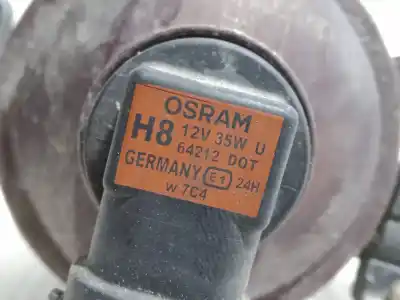 OSRAM
H8 12V 35W U
64212 DOT
GERMANY E1 24H
w 7C4